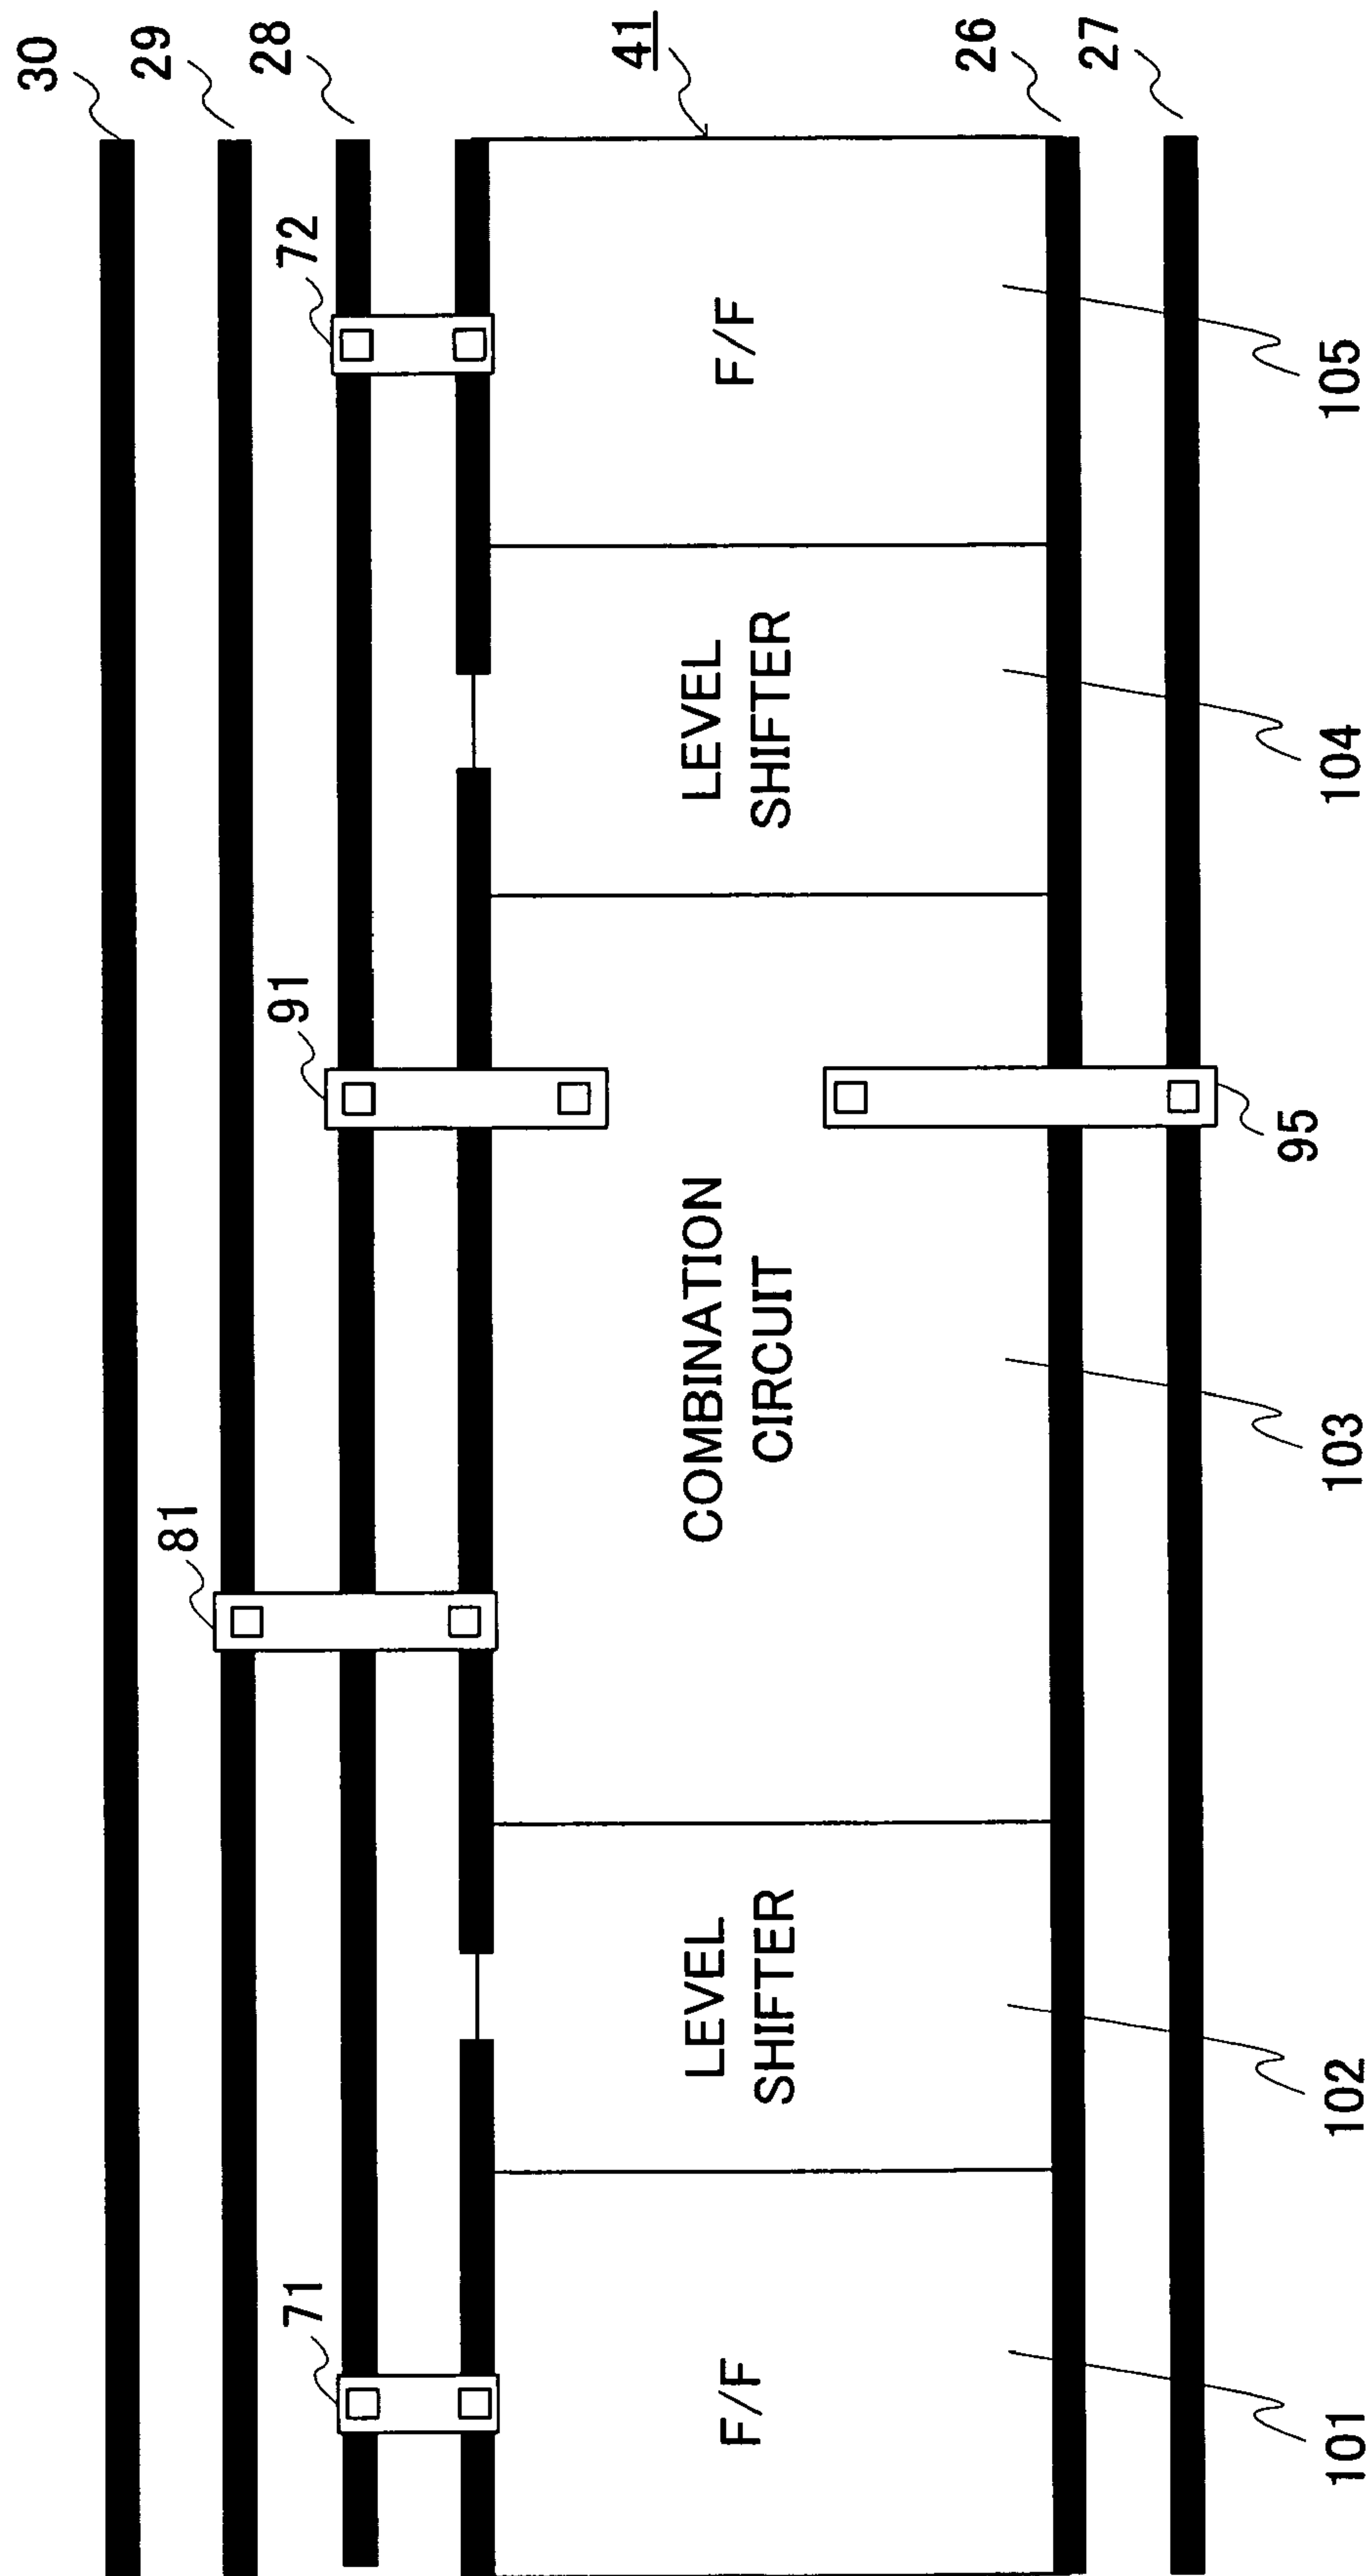 30
29
81
28
71
91
72
41
F/F
LEVEL
SHIFTER
COMBINATION
CIRCUIT
LEVEL
SHIFTER
F/F
26
27
95
101
102
103
104
105